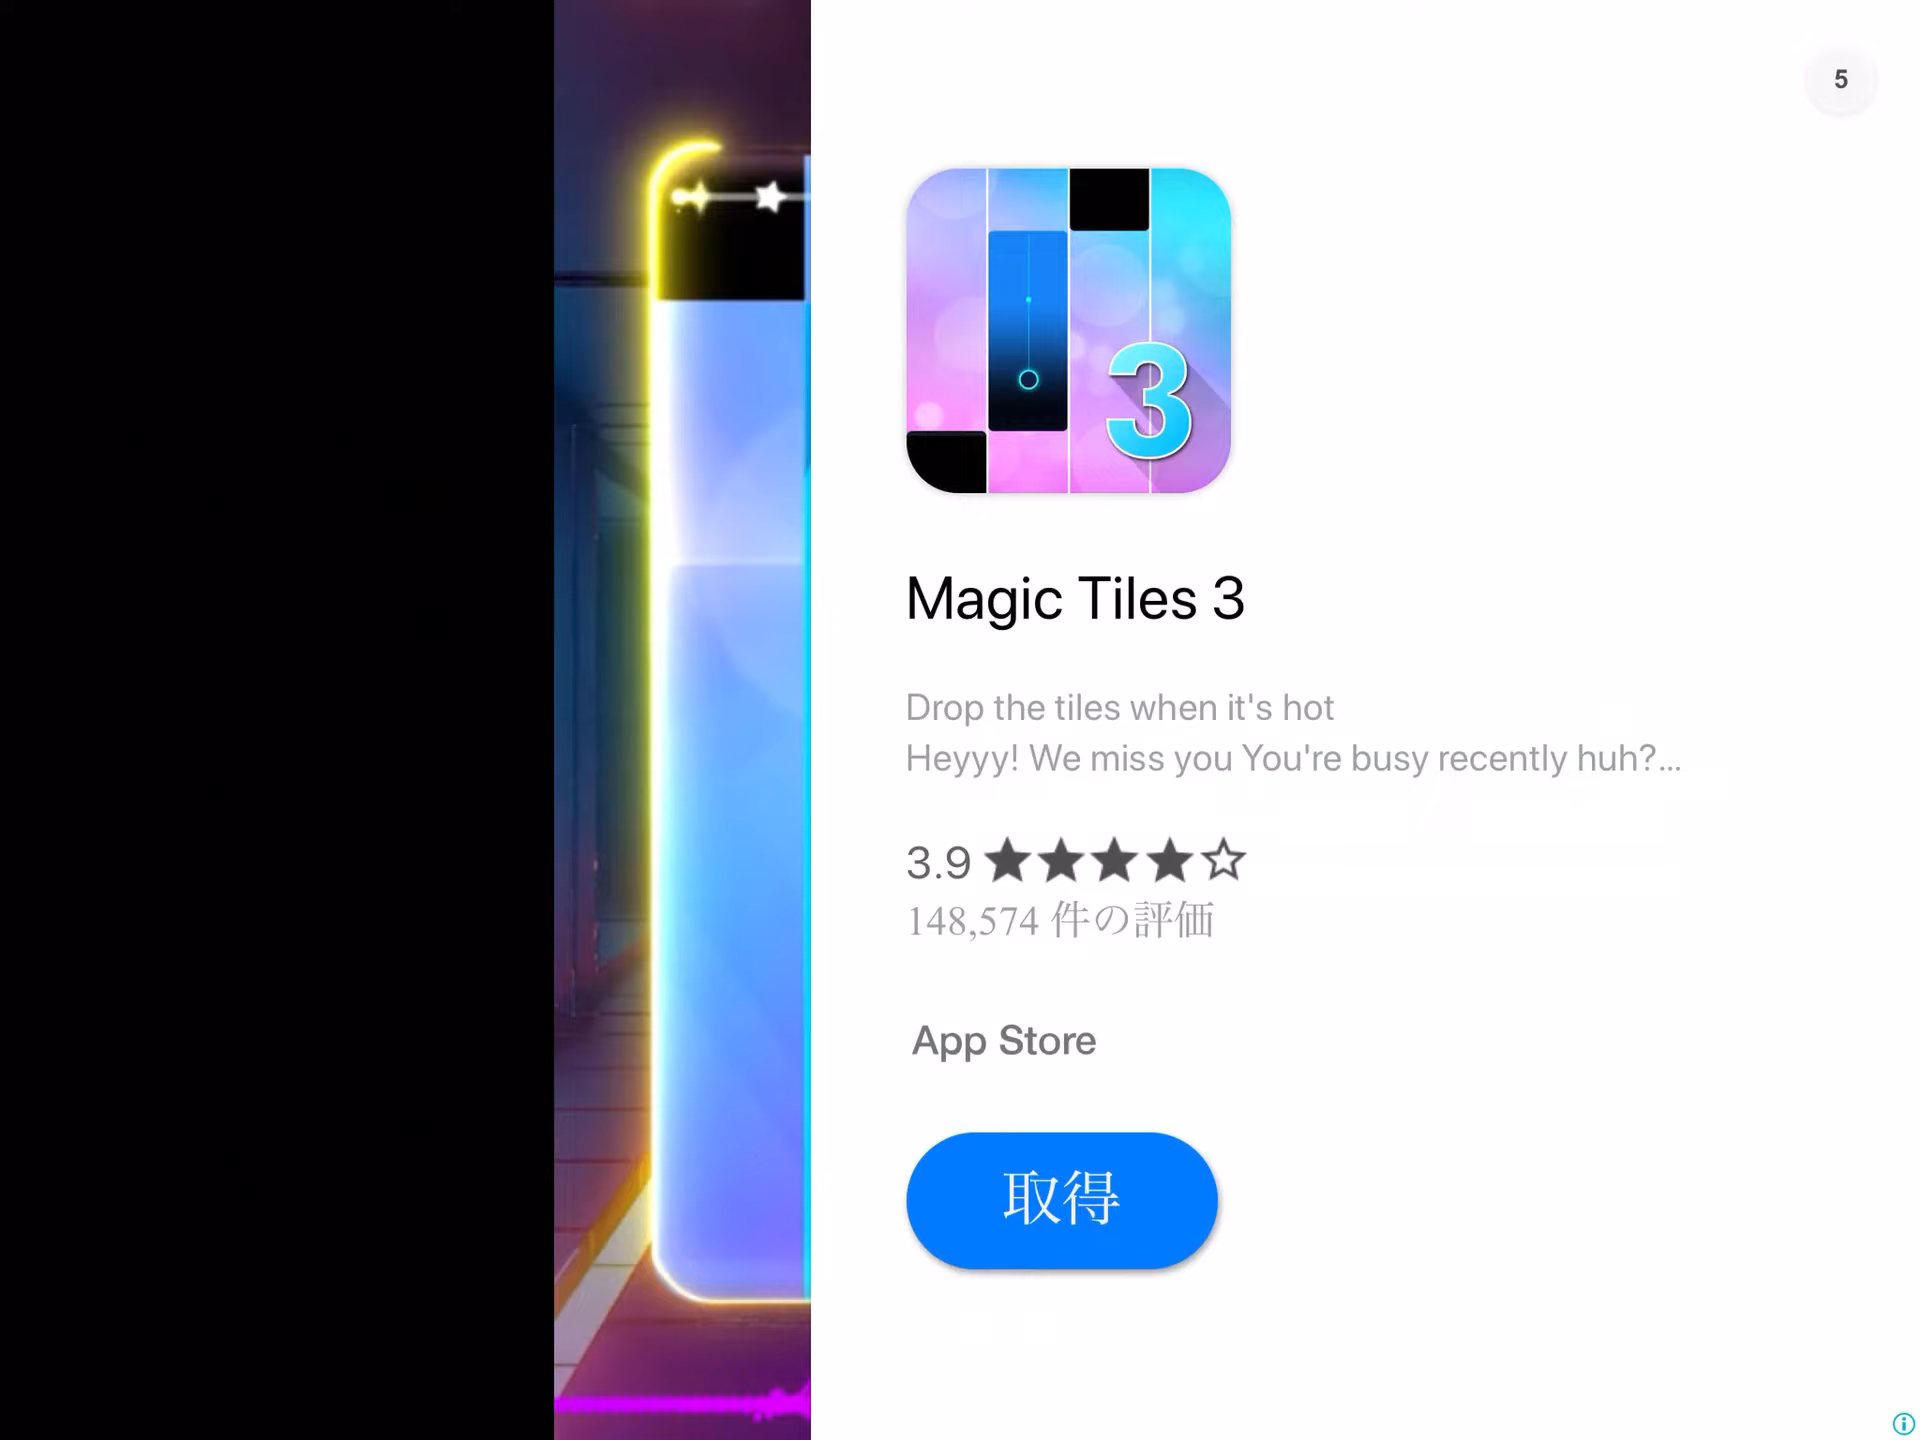 5
3
Magic Tiles 3
Drop the tiles when it's hot
Heyyy! We miss you You're busy recently huh?...
3.9
148,574 件の評価
App Store
取得